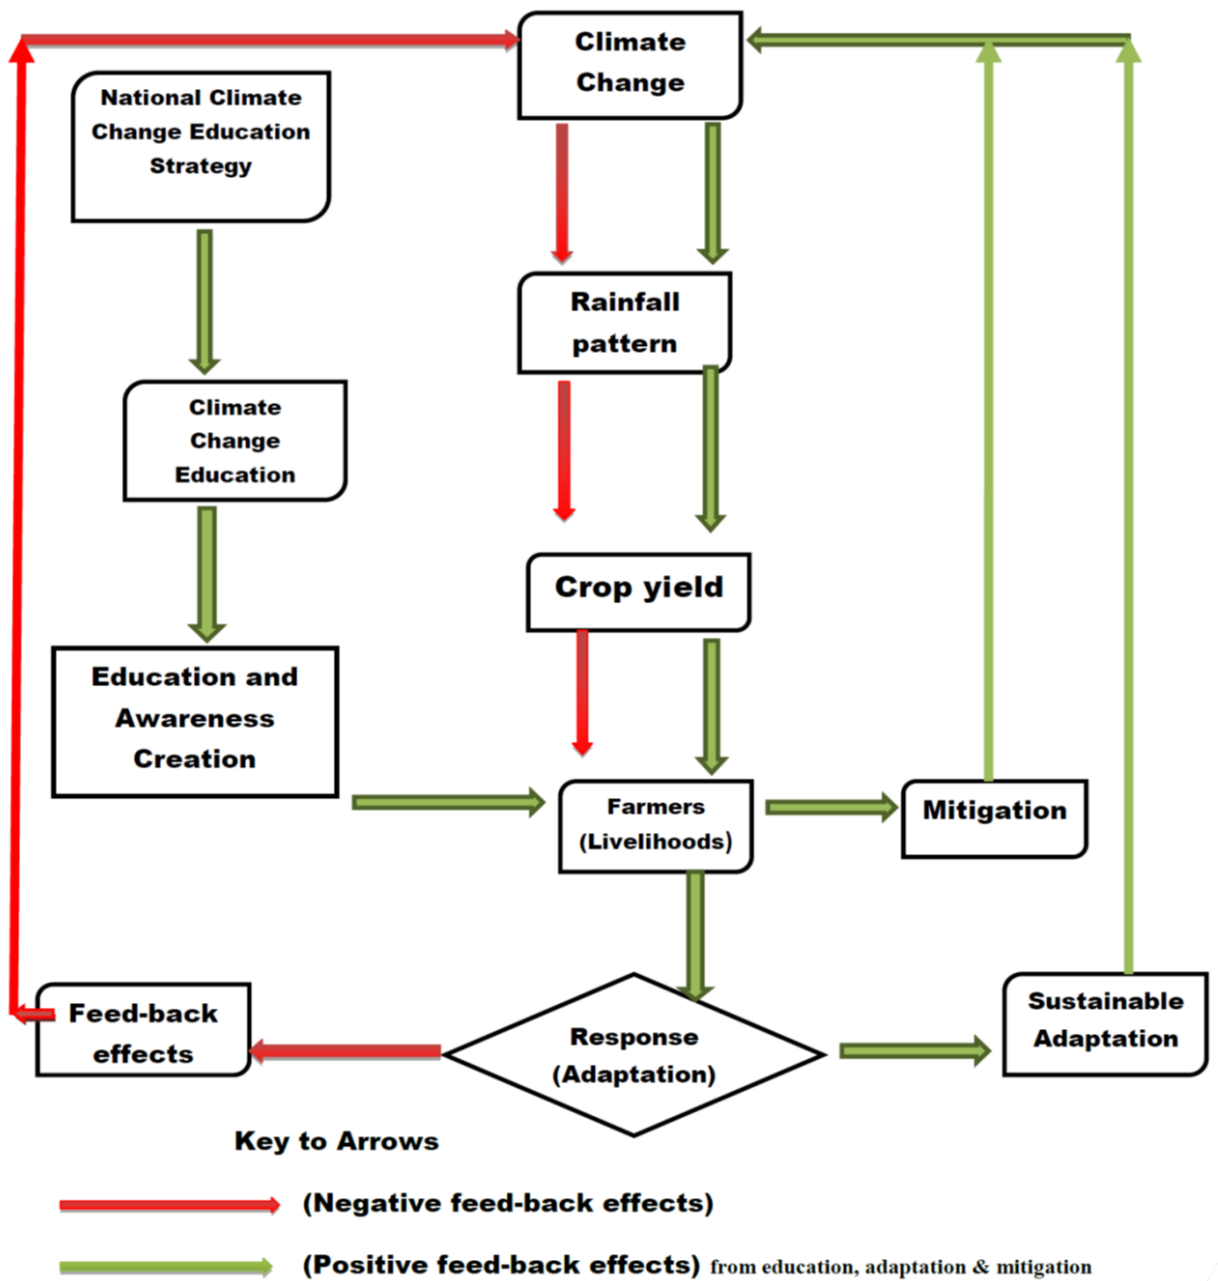 Climate
Change
National Climate
Change Education
Strategy
Rainfall
pattern
Climate
Change
Education
Crop yield
Education and
Awareness
Creation
Farmers
(Livelihoods)
Mitigation
Feed-back
effects
Response
(Adaptation)
Sustainable
Adaptation
Key to Arrows
(Negative feed-back effects)
(Positive feed-back effects) from education, adaptation & mitigation